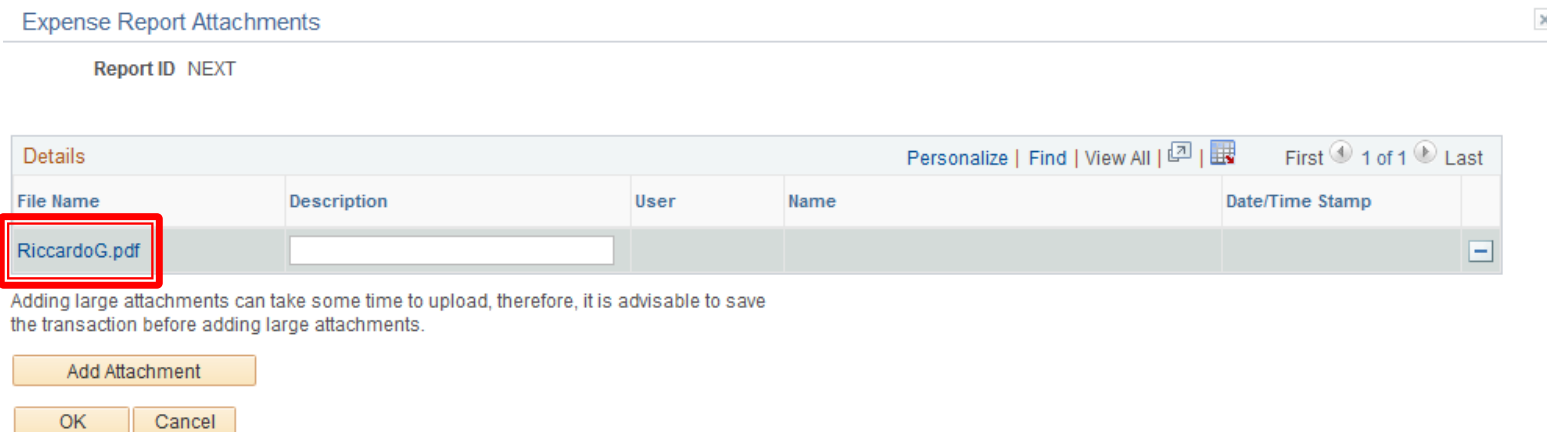 Expense Report Attachments
Report ID NEXT
Details Personalize | Find | View All | | First 1 of 1 Last
File Name Description User Name Date/Time Stamp
RiccardoG.pdf
Adding large attachments can take some time to upload, therefore, it is advisable to save
the transaction before adding large attachments.
Add Attachment
OK Cancel